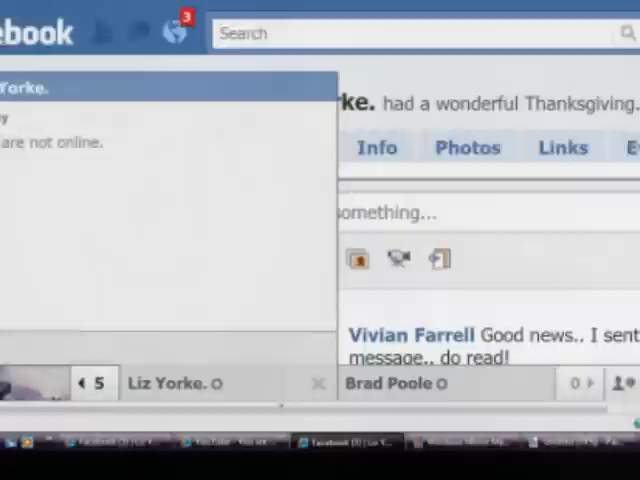 ebook
3
Search
Yorke.
rke. had a wonderful Thanksgiving.
are not online.
Info Photos Links E
something...
Vivian Farrell Good news.. I sent
message.. do read!
5 Liz Yorke. Brad Poole 0